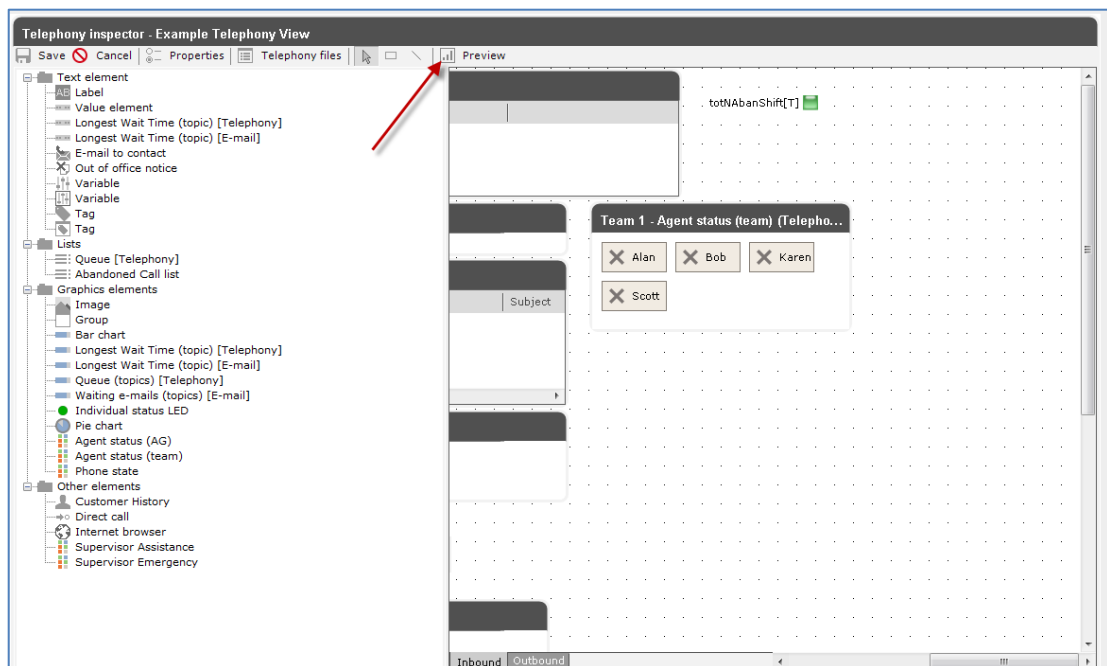 Telephony inspector - Example Telephony View
Save Cancel Properties Telephony files Preview
Text element
AB Label
Value element
Longest Wait Time (topic) [Telephony]
Longest Wait Time (topic) [E-mail]
E-mail to contact
Out of office notice
Variable
Variable
Tag
Tag
Lists
Queue [Telephony]
Abandoned Call list
Graphics elements
Image
Group
Bar chart
Longest Wait Time (topic) [Telephony]
Longest Wait Time (topic) [E-mail]
Queue (topics) [Telephony]
Waiting e-mails (topics) [E-mail]
Individual status LED
Pie chart
Agent status (AG)
Agent status (team)
Phone state
Other elements
Customer History
Direct call
Internet browser
Supervisor Assistance
Supervisor Emergency
totNAbanShift[T]
Team 1 - Agent status (team) (Telepho...
Alan Bob Karen
Scott
Subject
Inbound Outbound